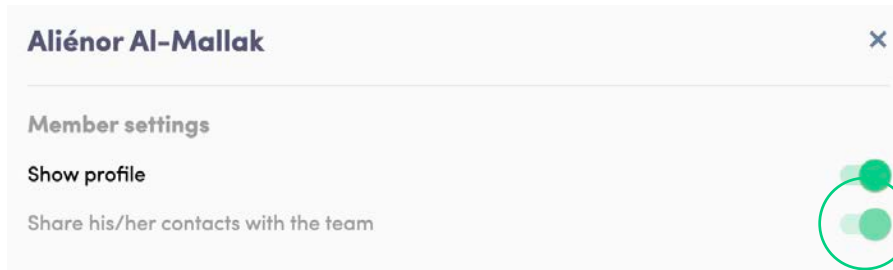 Aliénor Al-Mallak
Member settings
Show profile
Share his/her contacts with the team